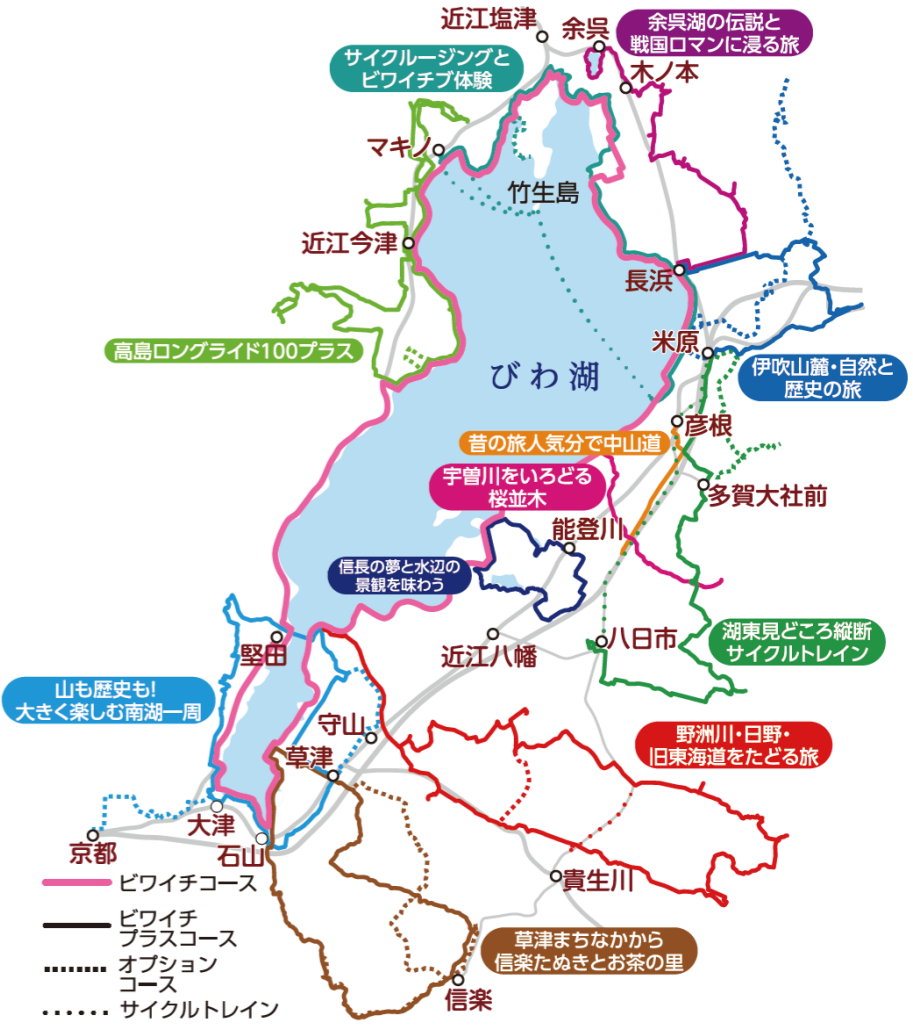 近江塩津
余呉
余呉湖の伝説と
戦国ロマンに浸る旅
サイクルージングと
ビワイチプ体験
木ノ本
マキノ
竹生島
近江今津
長浜
高島ロングライド100プラス
米原
びわ湖
伊吹山麓・自然と
歴史の旅
彦根
昔の旅人気分で中山道
宇曽川をいろどる
桜並木
多賀大社前
能登川
信長の夢と水辺の
景観を味わう
堅田
近江八幡
八日市
湖東見どころ縦断
サイクルトレイン
山も歴史も!
大きく楽しむ南湖一周
守山
草津
野洲川・日野・
旧東海道をたどる旅
大津
京都
石山
貴生川
ビワイチコース
ビワイチ
プラスコース
オプション
コース
サイクルトレイン
草津まちなかから
信楽たぬきとお茶の里
信楽